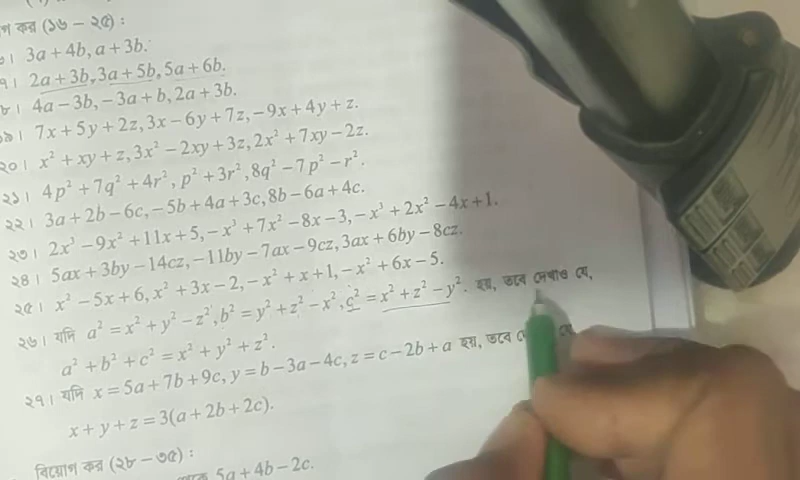 কর (১৬ – ২৫) :
। 3a + 4b, a + 3b.
। 2a + 3b, 3a + 5b, 5a + 6b.
। 4a − 3b, −3a + b, 2a + 3b.
১৯। 7x + 5y + 2z, 3x − 6y + 7z, −9x + 4y + z.
২০। x² + xy + z, 3x² − 2xy + 3z, 2x² + 7xy − 2z.
২১। 4p² + 7q² + 4r², p² + 3r², 8q² − 7p² − r².
২২। 3a + 2b − 6c, −5b + 4a + 3c, 8b − 6a + 4c.
২৩। 2x³ − 9x² + 11x + 5, −x³ + 7x² − 8x − 3, −x³ + 2x² − 4x + 1.
২৪। 5ax + 3by − 14cz, −11by − 7ax − 9cz, 3ax + 6by − 8cz.
২৫। x² − 5x + 6, x² + 3x − 2, −x² + x + 1, −x² + 6x − 5.
২৬। যদি a² = x² + y² − z², b² = y² + z² − x², c² = x² + z² − y². হয়, তবে দেখাও যে,
a² + b² + c² = x² + y² + z².
২৭। যদি x = 5a + 7b + 9c, y = b − 3a − 4c, z = c − 2b + a হয়, তবে
x + y + z = 3(a + 2b + 2c).
বিয়োগ কর (২৮ – ৩৫) :
5a + 4b − 2c.